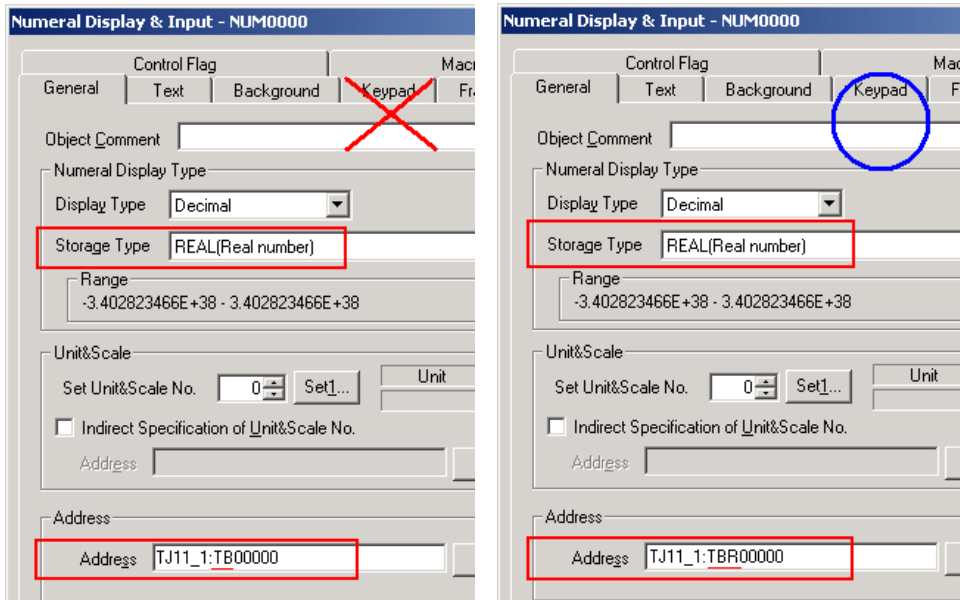 Numeral Display & Input - NUM0000
Control Flag
General Text Background Keypad
Object Comment
Numeral Display Type
Display Type Decimal
Storage Type REAL(Real number)
Range
-3.402823466E+38 - 3.402823466E+38
Unit&Scale
Set Unit&Scale No. 0 Set1... Unit
Indirect Specification of Unit&Scale No.
Address
Address
Address TJ11_1:TB00000
Numeral Display & Input - NUM0000
Control Flag
General Text Background Keypad F
Object Comment
Numeral Display Type
Display Type Decimal
Storage Type REAL(Real number)
Range
-3.402823466E+38 - 3.402823466E+38
Unit&Scale
Set Unit&Scale No. 0 Set1... Unit
Indirect Specification of Unit&Scale No.
Address
Address
Address TJ11_1:TBR00000